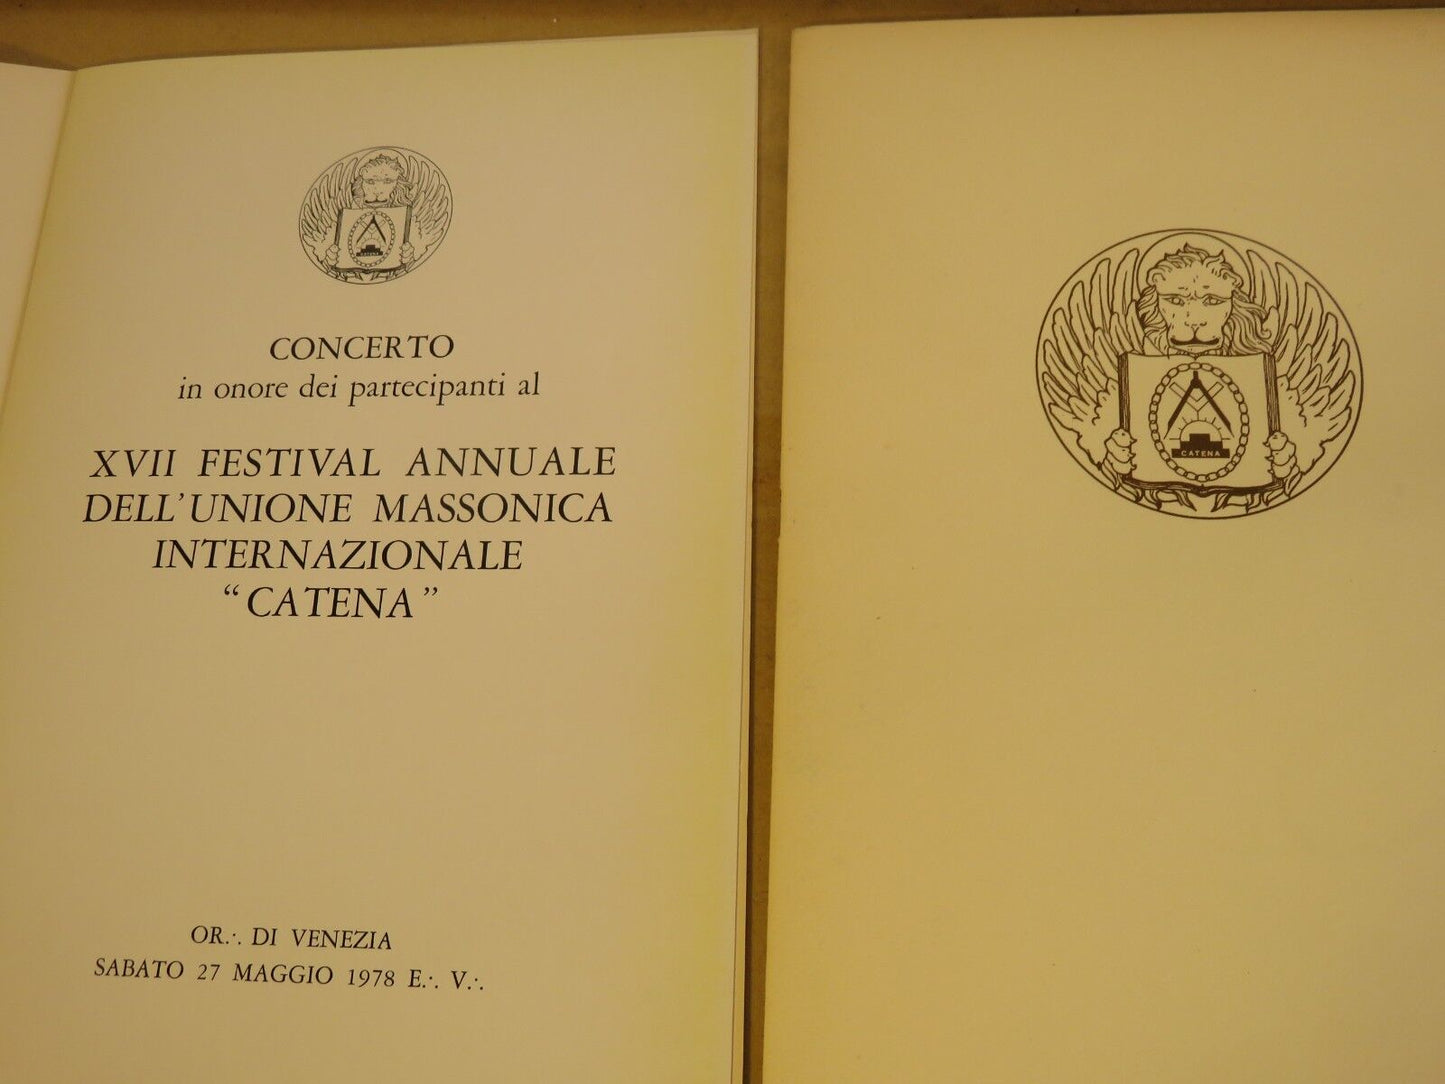 CONCERTO
in onore dei partecipanti al
XVII FESTIVAL ANNUALE
DELL'UNIONE MASSONICA
INTERNAZIONALE
“CATENA”
OR.·. DI VENEZIA
SABATO 27 MAGGIO 1978 E.·. V.·.
CATENA